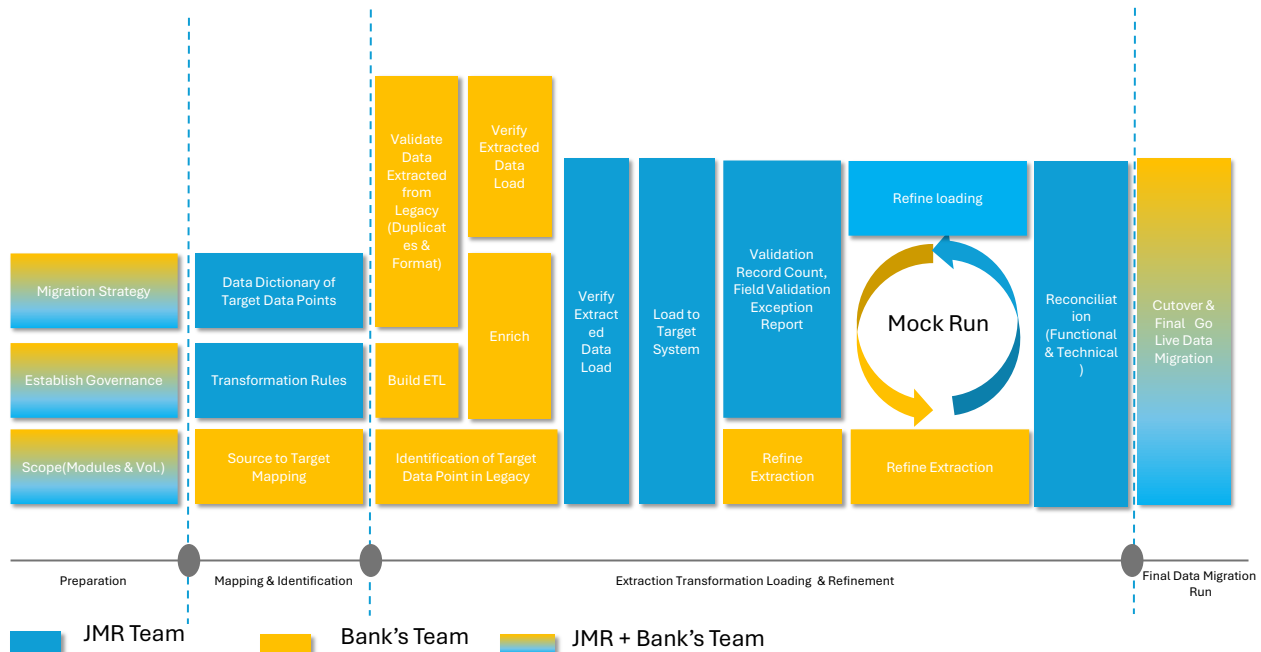 Migration Strategy
Establish Governance
Scope(Modules & Vol.)
Data Dictionary of
Target Data Points
Transformation Rules
Source to Target
Mapping
Validate
Data
Extracted
from
Legacy
(Duplicat
es &
Format)
Build ETL
Identification of Target
Data Point in Legacy
Verify
Extracted
Data
Load
Enrich
Verify
Extract
ed
Data
Load
Load to
Target
System
Validation
Record Count,
Field Validation
Exception
Report
Refine
Extraction
Refine loading
Mock Run
Refine Extraction
Reconciliat
ion
(Functional
& Technical
)
Cutover &
Final Go
Live Data
Migration
Preparation
Mapping & Identification
Extraction Transformation Loading & Refinement
Final Data Migration
Run
JMR Team
Bank's Team
JMR + Bank's Team